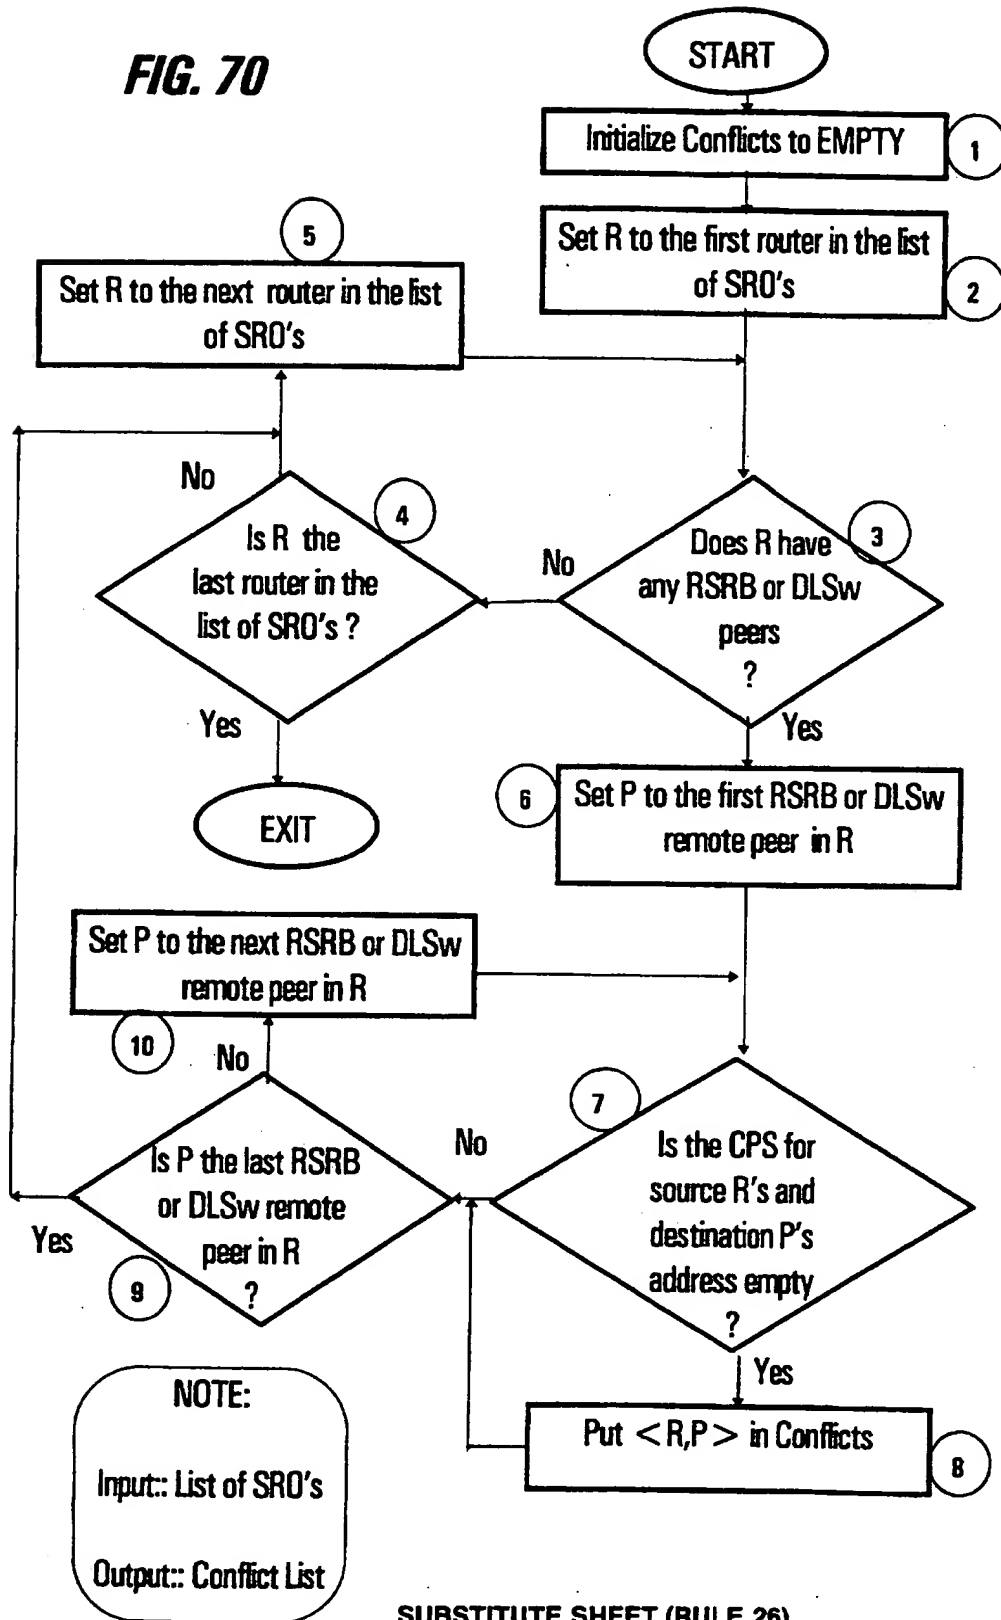 FIG. 70
START
Initialize Conflicts to EMPTY
1
Set R to the first router in the list
of SRO's
2
5
Set R to the next router in the list
of SRO's
No
4
Is R the
last router in the
list of SRO's ?
Yes
EXIT
No
3
Does R have
any RSRB or DLSw
peers
?
Yes
6
Set P to the first RSRB or DLSw
remote peer in R
Set P to the next RSRB or DLSw
remote peer in R
10
No
Is P the last RSRB
or DLSw remote
peer in R
?
Yes
9
No
7
Is the CPS for
source R's and
destination P's
address empty
?
Yes
Put <R,P> in Conflicts
8
NOTE:
Input:: List of SRO's
Output:: Conflict List
SUBSTITUTE SHEET (RULE 26)